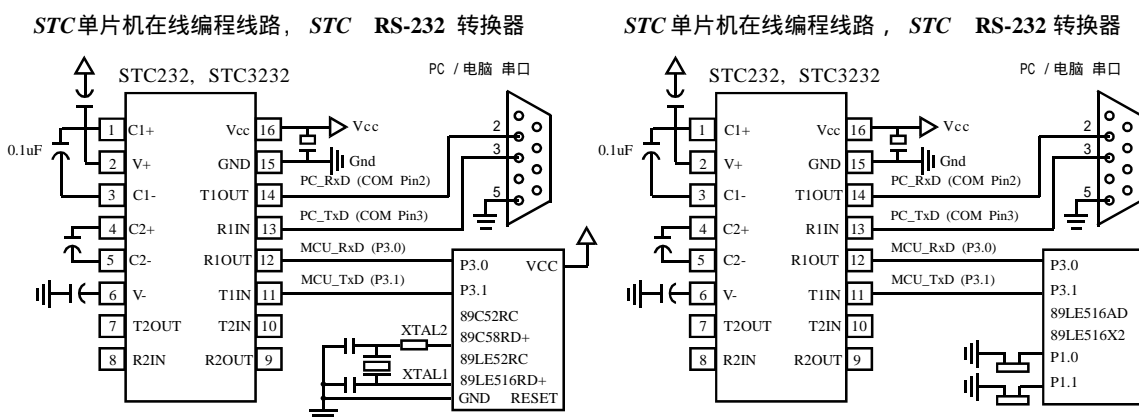 STC单片机在线编程线路, STC RS-232 转换器
STC232, STC3232
PC / 电脑 串口
1 C1+ Vcc 16 Vcc
0.1uF
2 V+ GND 15 Gnd
3 C1- T1OUT 14 PC_RxD (COM Pin2)
4 C2+ R1IN 13 PC_TxD (COM Pin3)
5 C2- R1OUT 12 MCU_RxD (P3.0)
6 V- T1IN 11 MCU_TxD (P3.1)
7 T2OUT T2IN 10
8 R2IN R2OUT 9
2
3
5
P3.0 VCC
P3.1
89C52RC
XTAL2 89C58RD+
89LE52RC
XTAL1 89LE516RD+
GND RESET
STC单片机在线编程线路, STC RS-232 转换器
STC232, STC3232
PC / 电脑 串口
1 C1+ Vcc 16 Vcc
0.1uF
2 V+ GND 15 Gnd
3 C1- T1OUT 14 PC_RxD (COM Pin2)
4 C2+ R1IN 13 PC_TxD (COM Pin3)
5 C2- R1OUT 12 MCU_RxD (P3.0)
6 V- T1IN 11 MCU_TxD (P3.1)
7 T2OUT T2IN 10
8 R2IN R2OUT 9
2
3
5
P3.0
P3.1
89LE516AD
89LE516X2
P1.0
P1.1